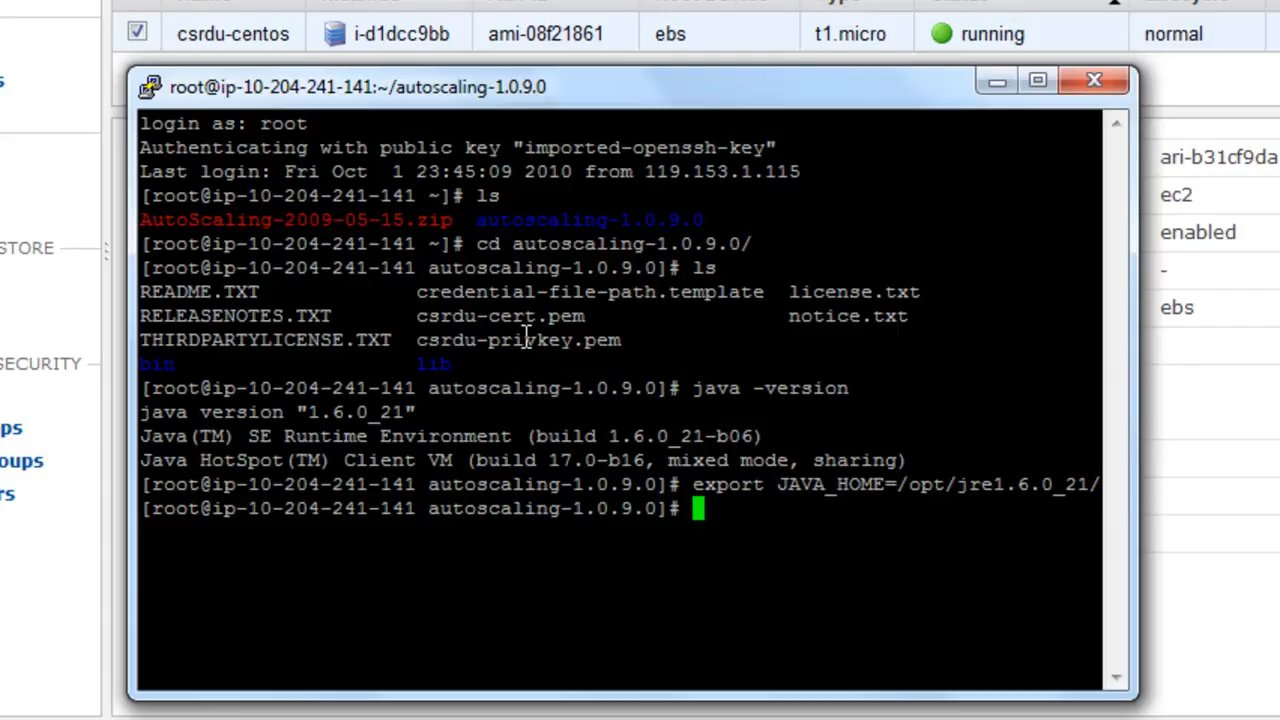 csrdu-centos i-d1dcc9bb ami-08f21861 ebs t1.micro running normal
root@ip-10-204-241-141:~/autoscaling-1.0.9.0
login as: root
Authenticating with public key "imported-openssh-key"
Last login: Fri Oct  1 23:45:09 2010 from 119.153.1.115
[root@ip-10-204-241-141 ~]# ls
AutoScaling-2009-05-15.zip  autoscaling-1.0.9.0
[root@ip-10-204-241-141 ~]# cd autoscaling-1.0.9.0/
[root@ip-10-204-241-141 autoscaling-1.0.9.0]# ls
README.TXT             credential-file-path.template  license.txt
RELEASENOTES.TXT       csrdu-cert.pem                 notice.txt
THIRDPARTYLICENSE.TXT  csrdu-privkey.pem
bin                    lib
[root@ip-10-204-241-141 autoscaling-1.0.9.0]# java -version
java version "1.6.0_21"
Java(TM) SE Runtime Environment (build 1.6.0_21-b06)
Java HotSpot(TM) Client VM (build 17.0-b16, mixed mode, sharing)
[root@ip-10-204-241-141 autoscaling-1.0.9.0]# export JAVA_HOME=/opt/jre1.6.0_21/
[root@ip-10-204-241-141 autoscaling-1.0.9.0]#
ari-b31cf9da
ec2
enabled
-
ebs
STORE
SECURITY
ps
oups
rs